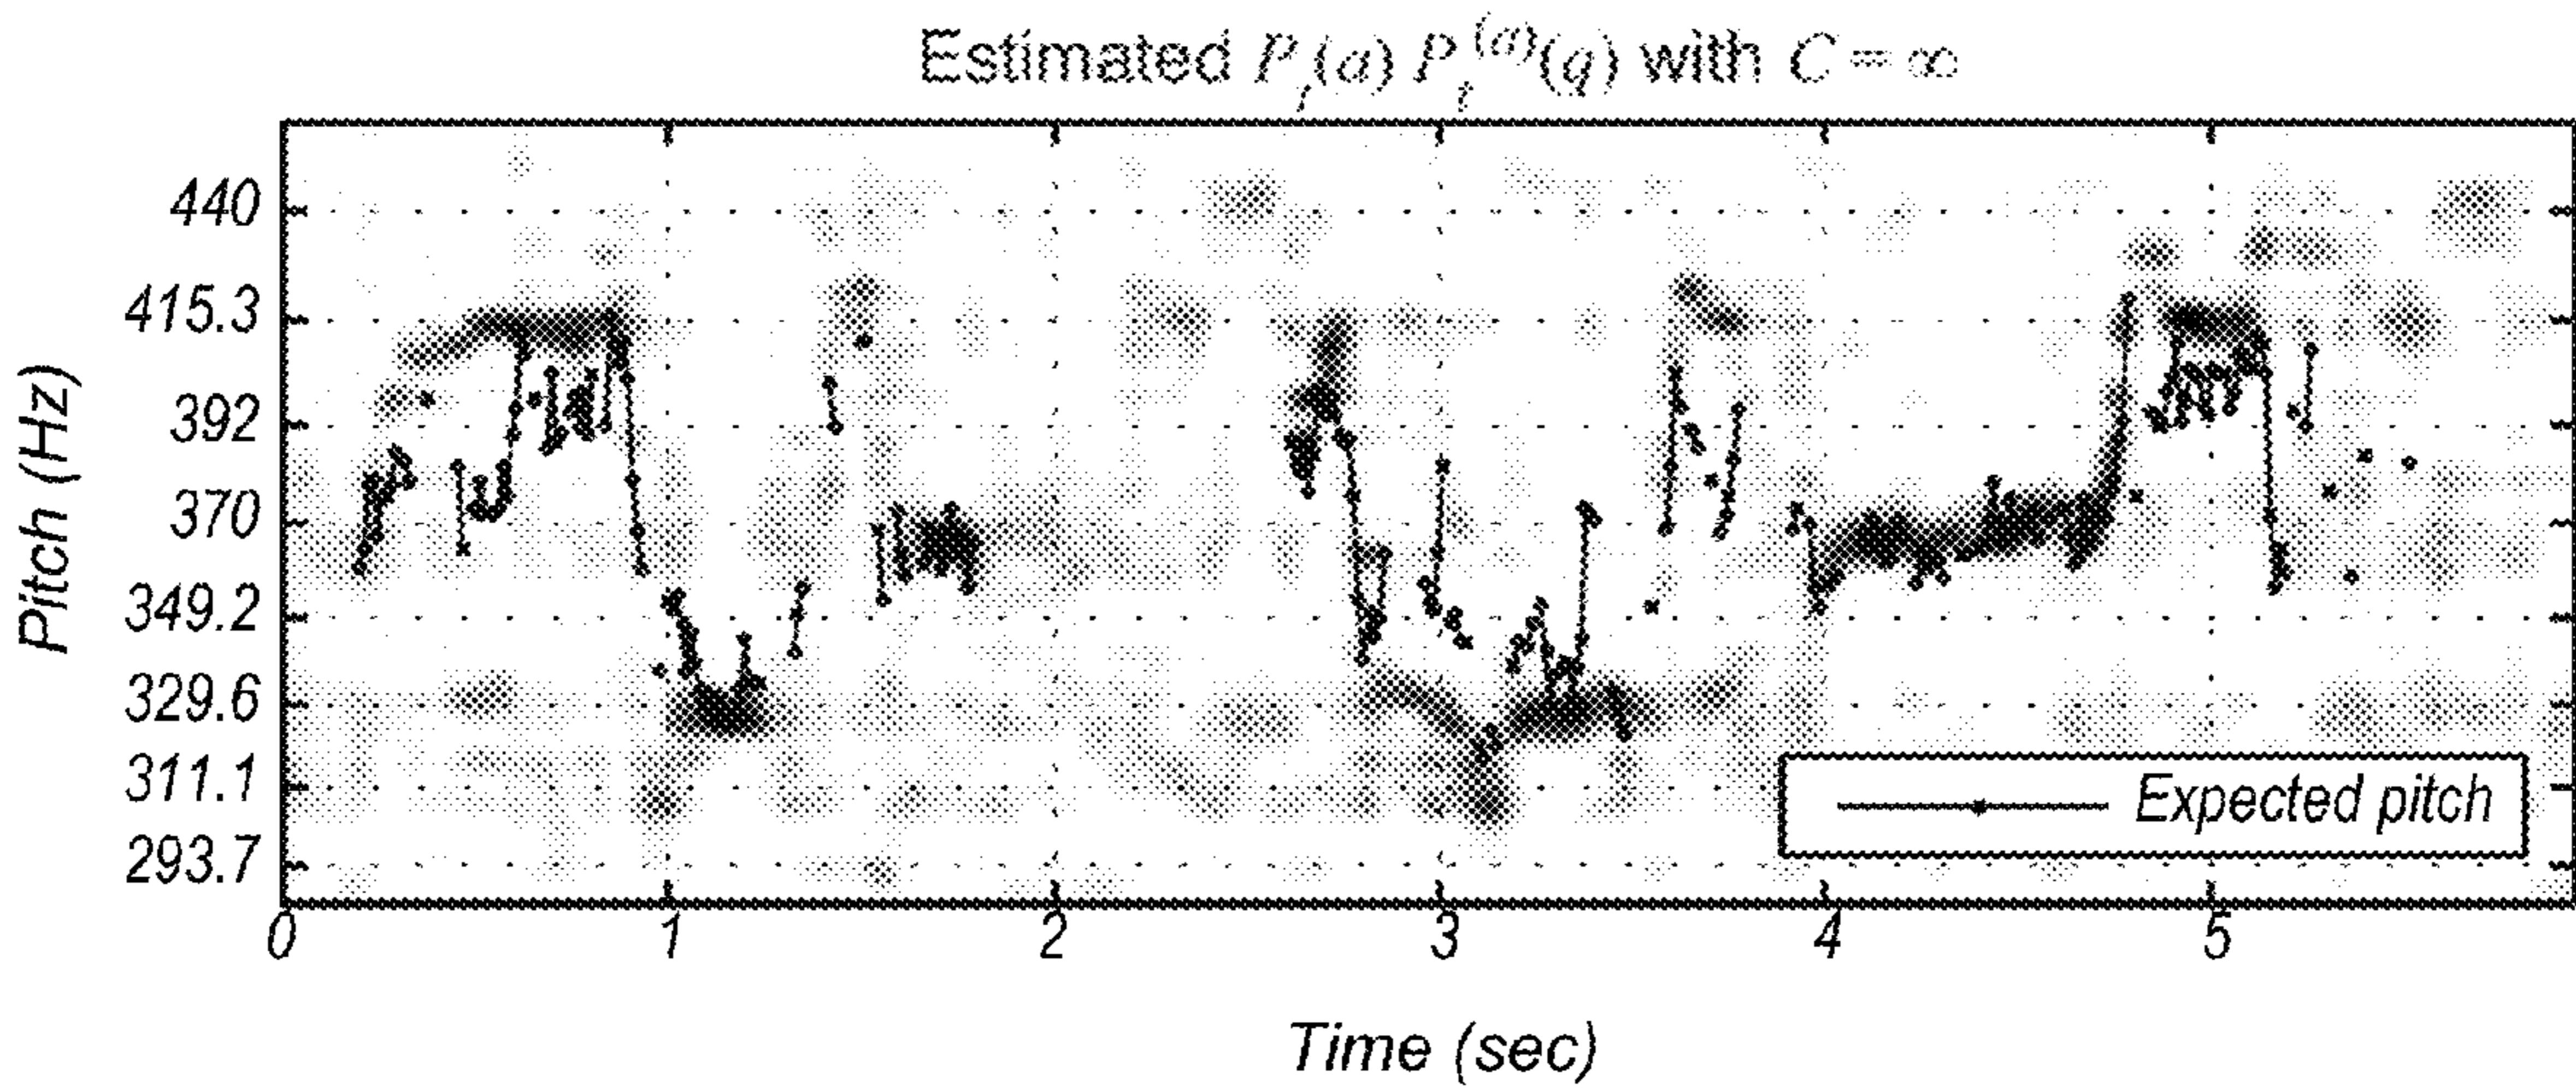 Estimated P_t(a) P_t^(a)(q) with C = ∞
Pitch (Hz)
440
415.3
392
370
349.2
329.6
311.1
293.7
Expected pitch
0 1 2 3 4 5
Time (sec)